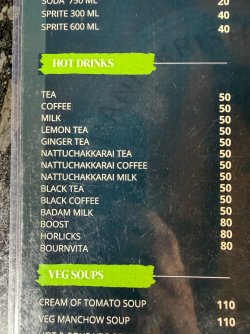 SODA 750 ML 20
SPRITE 300 ML 40
SPRITE 600 ML 40
HOT DRINKS
TEA 50
COFFEE 50
MILK 50
LEMON TEA 50
GINGER TEA 50
NATTUCHAKKARAI TEA 50
NATTUCHAKKARAI COFFEE 50
NATTUCHAKKARAI MILK 50
BLACK TEA 50
BLACK COFFEE 50
BADAM MILK 50
BOOST 80
HORLICKS 80
BOURNVITA 80
VEG SOUPS
CREAM OF TOMATO SOUP 110
VEG MANCHOW SOUP 110